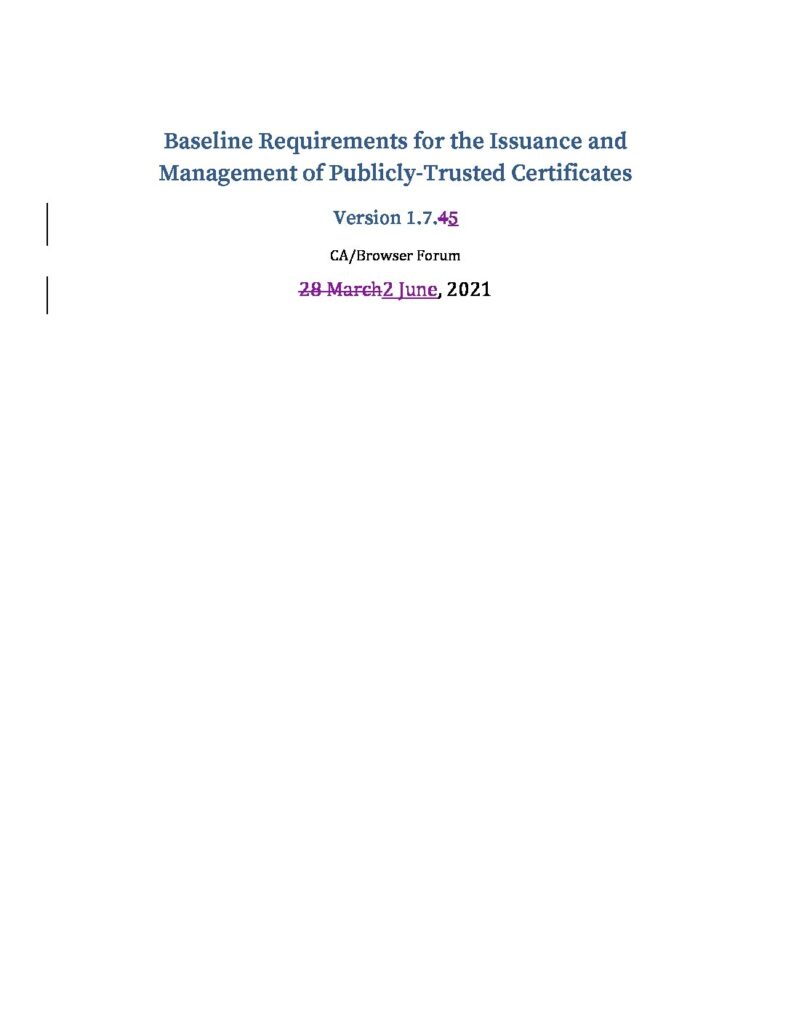 Baseline Requirements for the Issuance and
Management of Publicly-Trusted Certificates
Version 1.7.45
CA/Browser Forum
28 March2 June, 2021